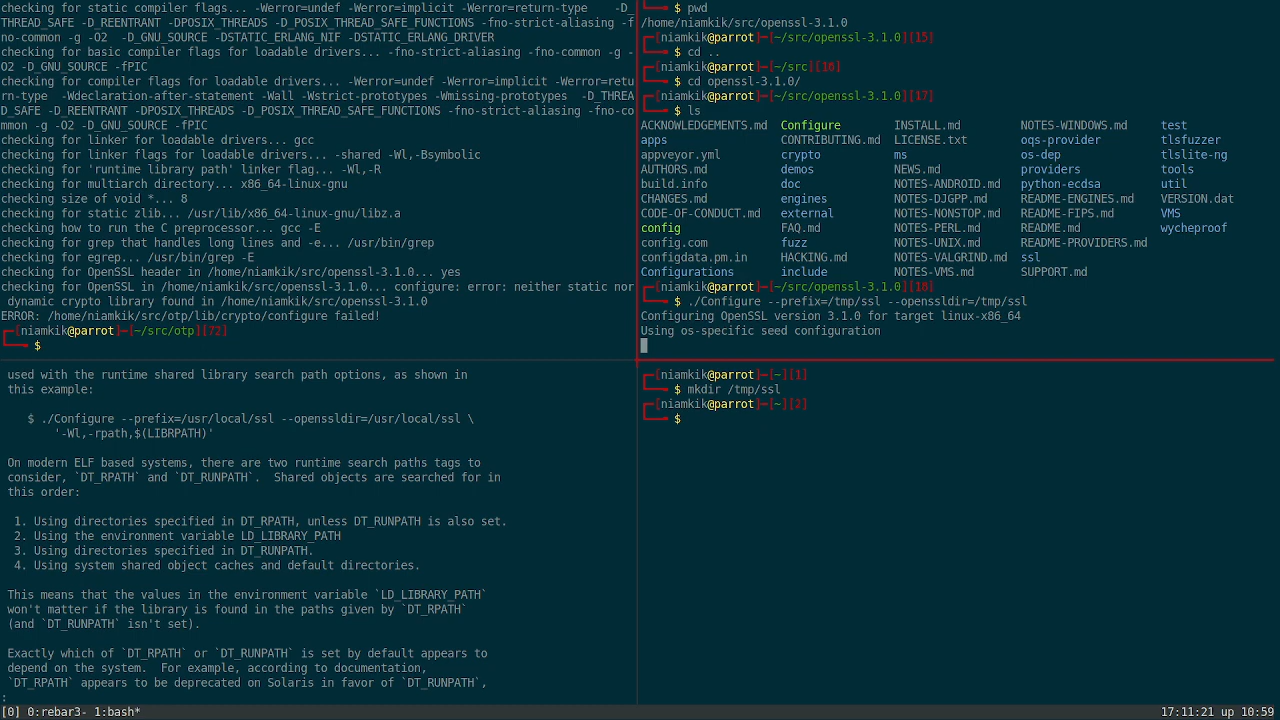 checking for static compiler flags... -Werror=undef -Werror=implicit -Werror=return-type    -D_
THREAD_SAFE -D_REENTRANT -DPOSIX_THREADS -D_POSIX_THREAD_SAFE_FUNCTIONS -fno-strict-aliasing -f
no-common -g -O2  -D_GNU_SOURCE -DSTATIC_ERLANG_NIF -DSTATIC_ERLANG_DRIVER
checking for basic compiler flags for loadable drivers... -fno-strict-aliasing -fno-common -g -
O2 -D_GNU_SOURCE -fPIC
checking for compiler flags for loadable drivers... -Werror=undef -Werror=implicit -Werror=retu
rn-type  -Wdeclaration-after-statement -Wall -Wstrict-prototypes -Wmissing-prototypes  -D_THREA
D_SAFE -D_REENTRANT -DPOSIX_THREADS -D_POSIX_THREAD_SAFE_FUNCTIONS -fno-strict-aliasing -fno-co
mmon -g -O2 -D_GNU_SOURCE -fPIC
checking for linker for loadable drivers... gcc
checking for linker flags for loadable drivers... -shared -Wl,-Bsymbolic
checking for 'runtime library path' linker flag... -Wl,-R
checking for multiarch directory... x86_64-linux-gnu
checking size of void *... 8
checking for static zlib... /usr/lib/x86_64-linux-gnu/libz.a
checking how to run the C preprocessor... gcc -E
checking for grep that handles long lines and -e... /usr/bin/grep
checking for egrep... /usr/bin/grep -E
checking for OpenSSL header in /home/niamkik/src/openssl-3.1.0... yes
checking for OpenSSL in /home/niamkik/src/openssl-3.1.0... configure: error: neither static nor
 dynamic crypto library found in /home/niamkik/src/openssl-3.1.0
ERROR: /home/niamkik/src/otp/lib/crypto/configure failed!
┌─[niamkik@parrot]─[~/src/otp][72]
└──╼ $
$ pwd
/home/niamkik/src/openssl-3.1.0
┌─[niamkik@parrot]─[~/src/openssl-3.1.0][15]
└──╼ $ cd ..
┌─[niamkik@parrot]─[~/src][16]
└──╼ $ cd openssl-3.1.0/
┌─[niamkik@parrot]─[~/src/openssl-3.1.0][17]
└──╼ $ ls
ACKNOWLEDGEMENTS.md  Configure        INSTALL.md         NOTES-WINDOWS.md     test
apps                 CONTRIBUTING.md  LICENSE.txt        oqs-provider         tlsfuzzer
appveyor.yml         crypto           ms                 os-dep               tlslite-ng
AUTHORS.md           demos            NEWS.md            providers            tools
build.info           doc              NOTES-ANDROID.md   python-ecdsa         util
CHANGES.md           engines          NOTES-DJGPP.md     README-ENGINES.md    VERSION.dat
CODE-OF-CONDUCT.md   external         NOTES-NONSTOP.md   README-FIPS.md       VMS
config               FAQ.md           NOTES-PERL.md      README.md            wycheproof
config.com           fuzz             NOTES-UNIX.md      README-PROVIDERS.md
configdata.pm.in     HACKING.md       NOTES-VALGRIND.md  ssl
Configurations       include          NOTES-VMS.md       SUPPORT.md
┌─[niamkik@parrot]─[~/src/openssl-3.1.0][18]
└──╼ $ ./Configure --prefix=/tmp/ssl --openssldir=/tmp/ssl
Configuring OpenSSL version 3.1.0 for target linux-x86_64
Using os-specific seed configuration
used with the runtime shared library search path options, as shown in
this example:
$ ./Configure --prefix=/usr/local/ssl --openssldir=/usr/local/ssl \
'-Wl,-rpath,$(LIBRPATH)'
On modern ELF based systems, there are two runtime search paths tags to
consider, `DT_RPATH` and `DT_RUNPATH`.  Shared objects are searched for in
this order:
1. Using directories specified in DT_RPATH, unless DT_RUNPATH is also set.
2. Using the environment variable LD_LIBRARY_PATH
3. Using directories specified in DT_RUNPATH.
4. Using system shared object caches and default directories.
This means that the values in the environment variable `LD_LIBRARY_PATH`
won't matter if the library is found in the paths given by `DT_RPATH`
(and `DT_RUNPATH` isn't set).
Exactly which of `DT_RPATH` or `DT_RUNPATH` is set by default appears to
depend on the system.  For example, according to documentation,
`DT_RPATH` appears to be deprecated on Solaris in favor of `DT_RUNPATH`,
:
┌─[niamkik@parrot]─[~][1]
└──╼ $ mkdir /tmp/ssl
┌─[niamkik@parrot]─[~][2]
└──╼ $
[0] 0:rebar3- 1:bash*    17:11:21 up 10:59